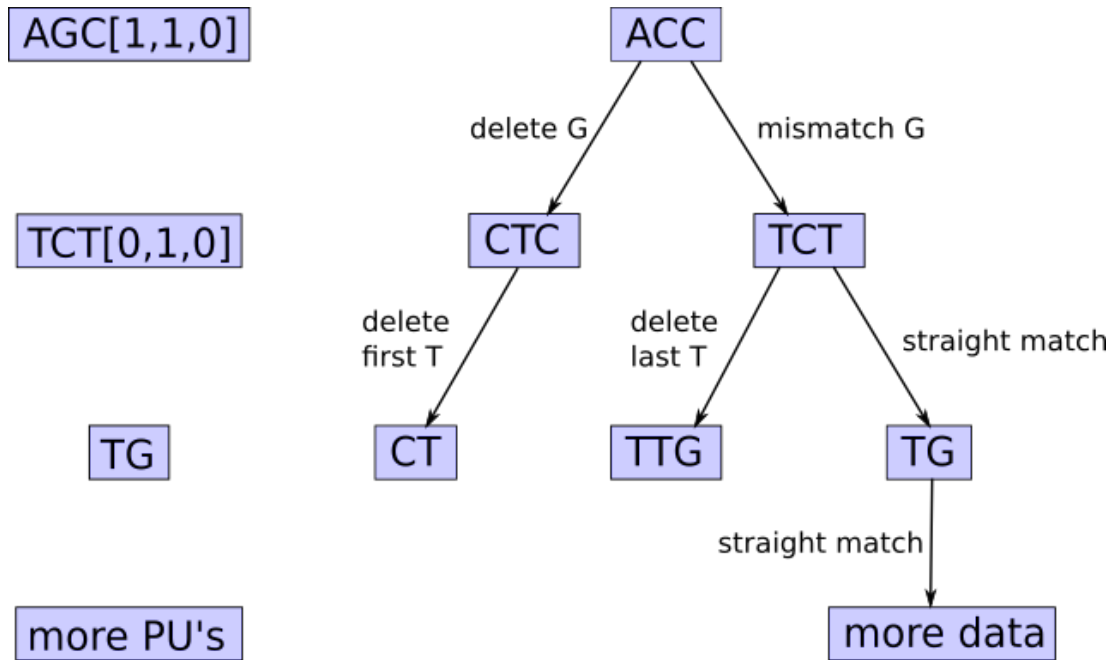 AGC[1,1,0]
ACC
delete G
mismatch G
TCT[0,1,0]
CTC
TCT
delete
first T
delete
last T
straight match
TG
CT
TTG
TG
straight match
more PU's
more data